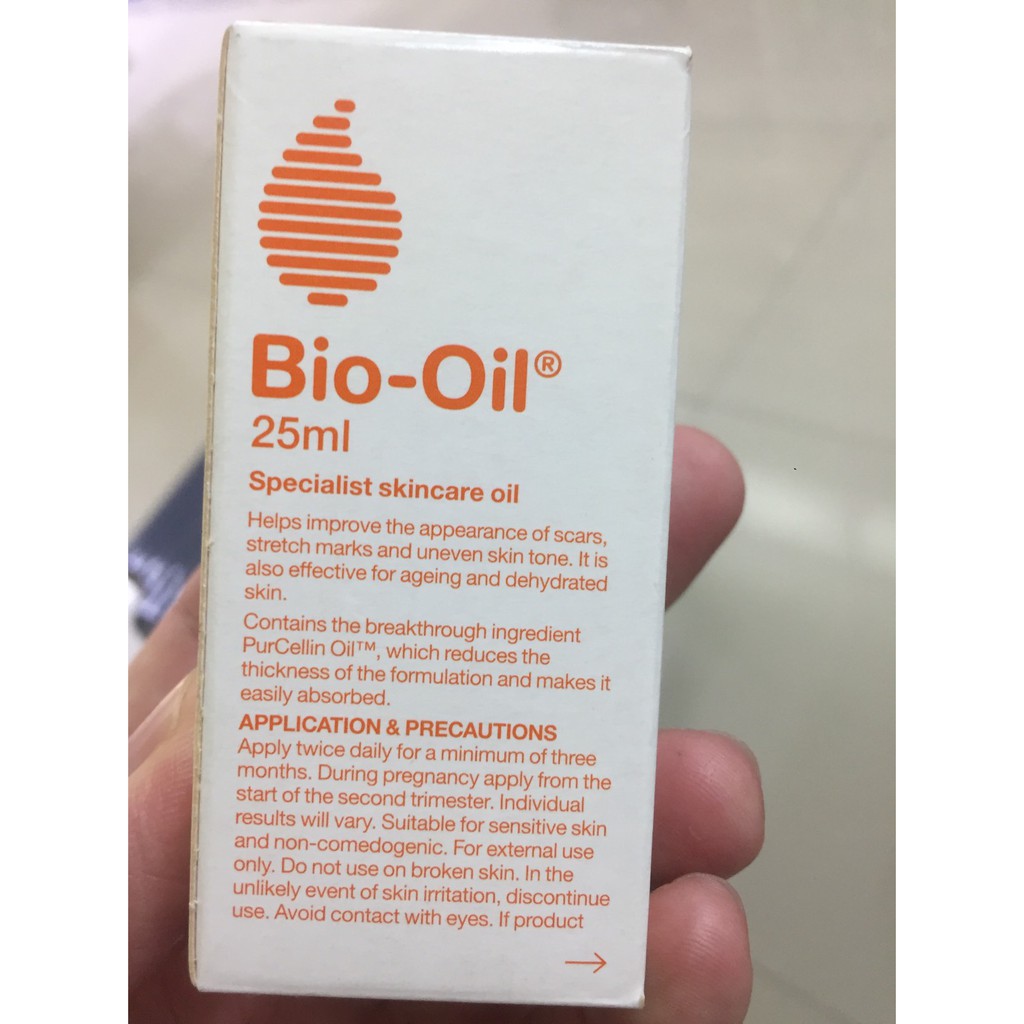 Bio-Oil®
25ml
Specialist skincare oil
Helps improve the appearance of scars,
stretch marks and uneven skin tone. It is
also effective for ageing and dehydrated
skin.
Contains the breakthrough ingredient
PurCellin Oil™, which reduces the
thickness of the formulation and makes it
easily absorbed.
APPLICATION & PRECAUTIONS
Apply twice daily for a minimum of three
months. During pregnancy apply from the
start of the second trimester. Individual
results will vary. Suitable for sensitive skin
and non-comedogenic. For external use
only. Do not use on broken skin. In the
unlikely event of skin irritation, discontinue
use. Avoid contact with eyes. If product